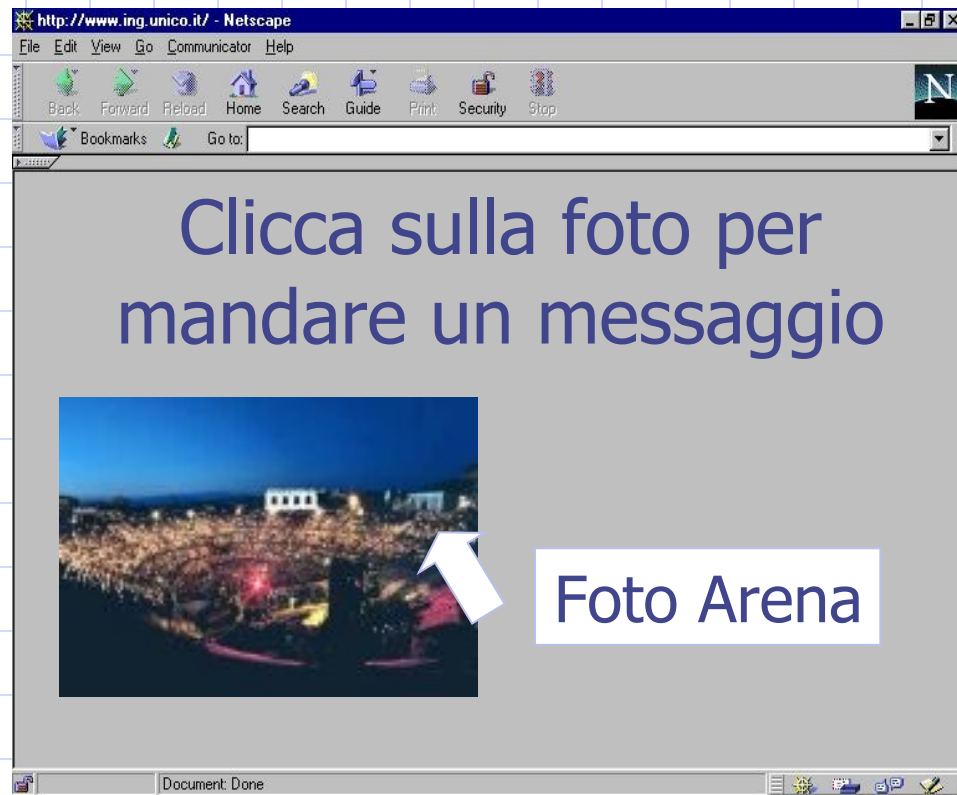 http://www.ing.unico.it/ - Netscape
File Edit View Go Communicator Help
Back Forward Reload Home Search Guide Print Security Stop
N
Bookmarks Go to:
Clicca sulla foto per
mandare un messaggio
Foto Arena
Document: Done